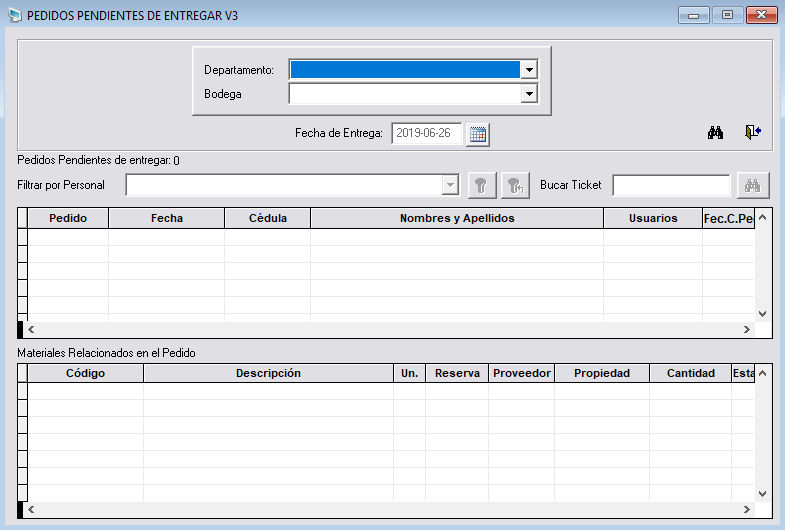 PEDIDOS PENDIENTES DE ENTREGAR V3
Departamento:
Bodega
Fecha de Entrega: 2019-06-26
Pedidos Pendientes de entregar: 0
Filtrar por Personal Bucar Ticket
Pedido Fecha Cédula Nombres y Apellidos Usuarios Fec.C.Pe
Materiales Relacionados en el Pedido
Código Descripción Un. Reserva Proveedor Propiedad Cantidad Esta